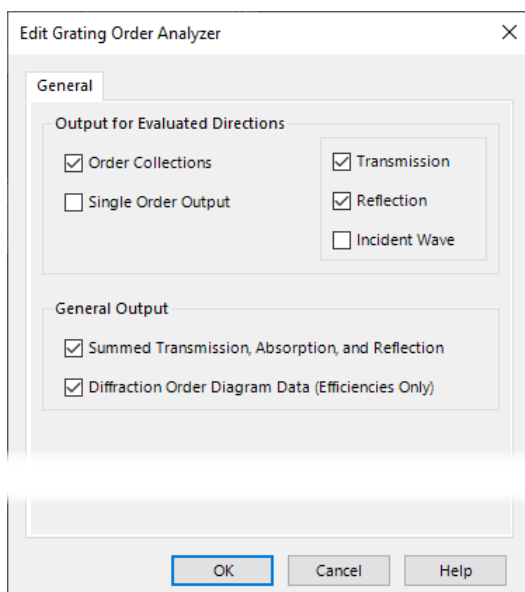 Edit Grating Order Analyzer
General
Output for Evaluated Directions
Order Collections
Single Order Output
Transmission
Reflection
Incident Wave
General Output
Summed Transmission, Absorption, and Reflection
Diffraction Order Diagram Data (Efficiencies Only)
OK Cancel Help